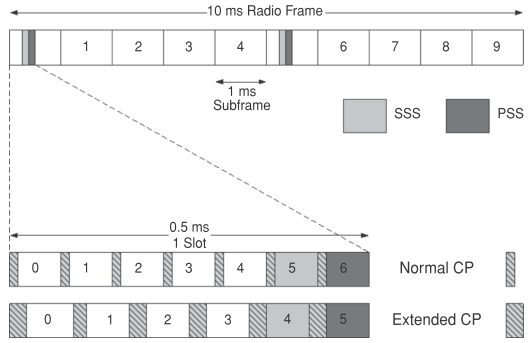 10 ms Radio Frame
1 2 3 4 6 7 8 9
1 ms
Subframe
SSS PSS
0.5 ms
1 Slot
0 1 2 3 4 5 6 Normal CP
0 1 2 3 4 5 Extended CP